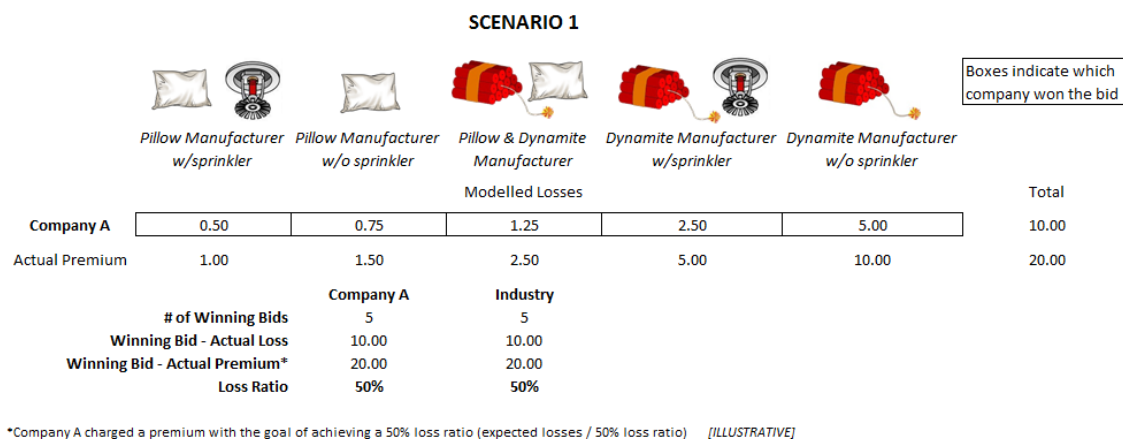 SCENARIO 1
Boxes indicate which
company won the bid
Pillow Manufacturer
w/sprinkler
Pillow Manufacturer
w/o sprinkler
Pillow & Dynamite
Manufacturer
Dynamite Manufacturer
w/sprinkler
Dynamite Manufacturer
w/o sprinkler
Modelled Losses Total
Company A 0.50 0.75 1.25 2.50 5.00 10.00
Actual Premium 1.00 1.50 2.50 5.00 10.00 20.00
Company A Industry
# of Winning Bids 5 5
Winning Bid - Actual Loss 10.00 10.00
Winning Bid - Actual Premium* 20.00 20.00
Loss Ratio 50% 50%
*Company A charged a premium with the goal of achieving a 50% loss ratio (expected losses / 50% loss ratio) [ILLUSTRATIVE]